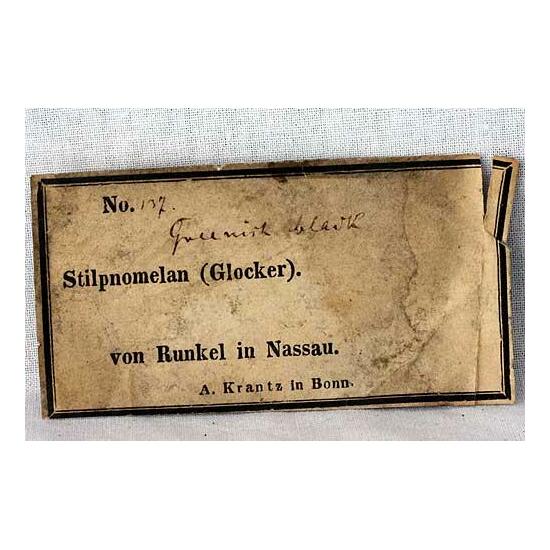 No. 137.
Greenish black
Stilpnomelan (Glocker).
von Runkel in Nassau.
A. Krantz in Bonn.